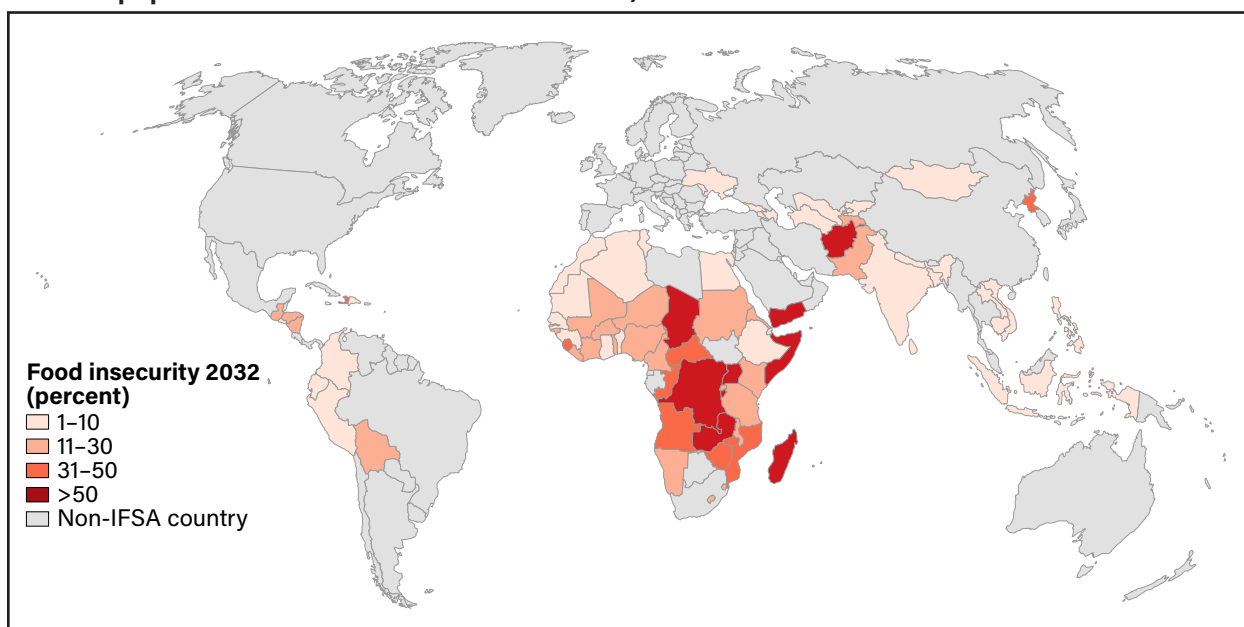 Food insecurity 2032
(percent)
1–10
11–30
31–50
>50
Non-IFSA country